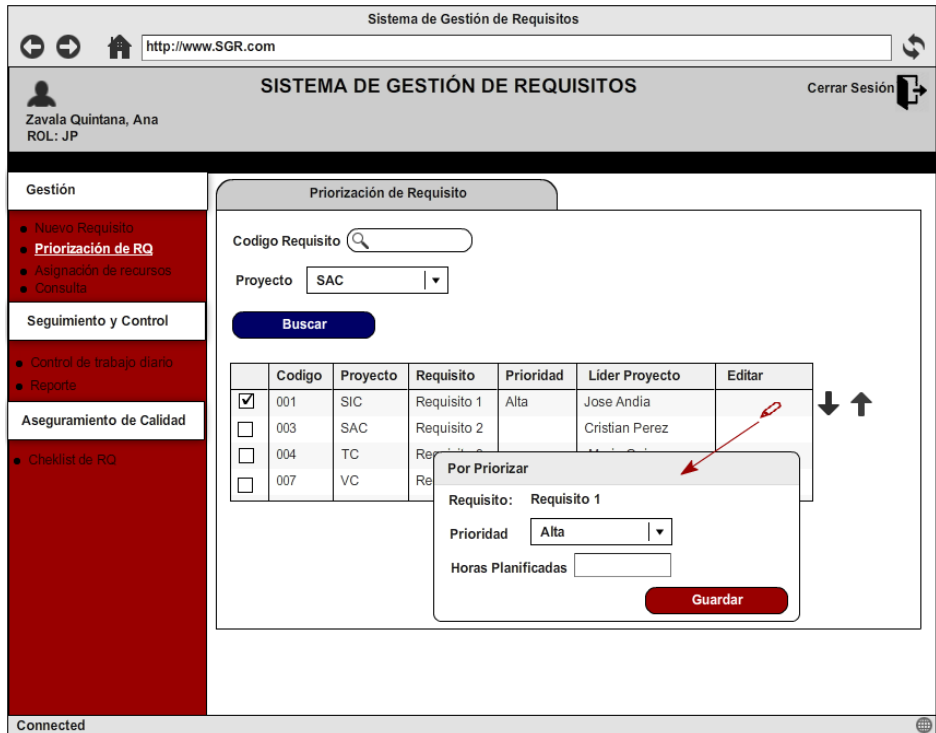 Sistema de Gestión de Requisitos
http://www.SGR.com
SISTEMA DE GESTIÓN DE REQUISITOS
Cerrar Sesión
Zavala Quintana, Ana
ROL: JP
Gestión
Nuevo Requisito
Priorización de RQ
Asignación de recursos
Consulta
Seguimiento y Control
Control de trabajo diario
Reporte
Aseguramiento de Calidad
Cheklist de RQ
Priorización de Requisito
Codigo Requisito
Proyecto SAC
Buscar
Codigo Proyecto Requisito Prioridad Líder Proyecto Editar
001 SIC Requisito 1 Alta Jose Andia
003 SAC Requisito 2 Cristian Perez
004 TC
007 VC
Por Priorizar
Requisito: Requisito 1
Prioridad Alta
Horas Planificadas
Guardar
Connected